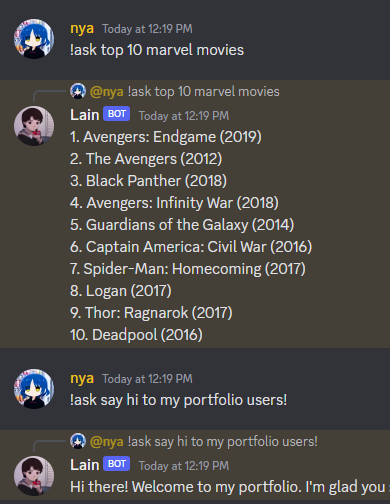 nya Today at 12:19 PM
!ask top 10 marvel movies
@nya !ask top 10 marvel movies
Lain BOT Today at 12:19 PM
1. Avengers: Endgame (2019)
2. The Avengers (2012)
3. Black Panther (2018)
4. Avengers: Infinity War (2018)
5. Guardians of the Galaxy (2014)
6. Captain America: Civil War (2016)
7. Spider-Man: Homecoming (2017)
8. Logan (2017)
9. Thor: Ragnarok (2017)
10. Deadpool (2016)
nya Today at 12:19 PM
!ask say hi to my portfolio users!
@nya !ask say hi to my portfolio users!
Lain BOT Today at 12:19 PM
Hi there! Welcome to my portfolio. I'm glad you